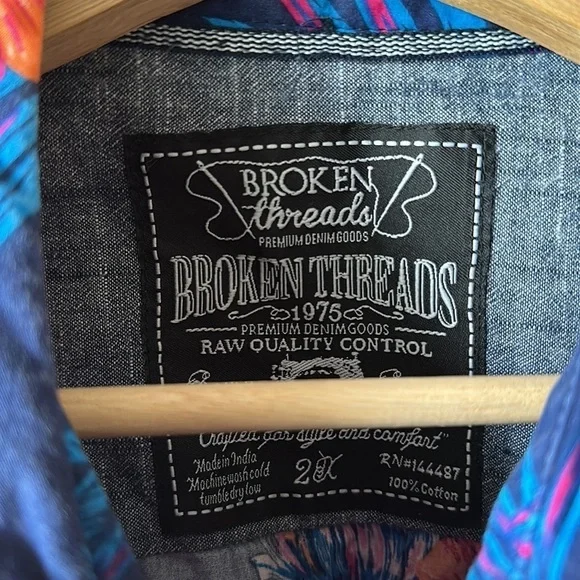 BROKEN
threads
PREMIUM DENIM GOODS
BROKEN THREADS
1975
PREMIUM DENIM GOODS
RAW QUALITY CONTROL
Crafted for style and comfort"
Made in India
Machine wash cold
tumble dry low
2X
RN#144487
100% Cotton